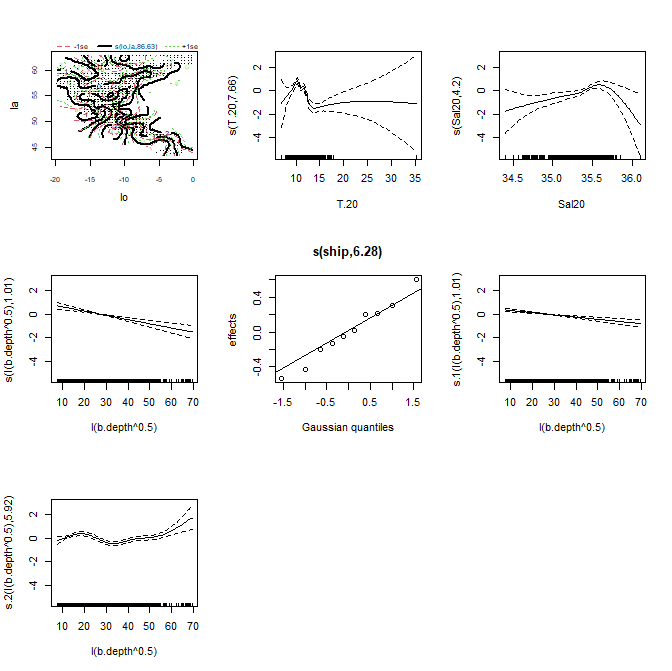 -1se s(lo,la,86.63) +1se
la
60
55
50
45
-20 -15 -10 -5 0
lo
s(T.20,7.66)
2
0
-2
-4
10 15 20 25 30 35
T.20
s(Sal20,4.2)
2
0
-2
-4
34.5 35.0 35.5 36.0
Sal20
s(I(b.depth^0.5),1.01)
2
0
-2
-4
10 20 30 40 50 60 70
I(b.depth^0.5)
s(ship,6.28)
effects
0.4
0.0
-0.4
-1.5 -0.5 0.5 1.5
Gaussian quantiles
s.1(I(b.depth^0.5),1.01)
2
0
-2
-4
10 20 30 40 50 60 70
I(b.depth^0.5)
s.2(I(b.depth^0.5),5.92)
2
0
-2
-4
10 20 30 40 50 60 70
I(b.depth^0.5)